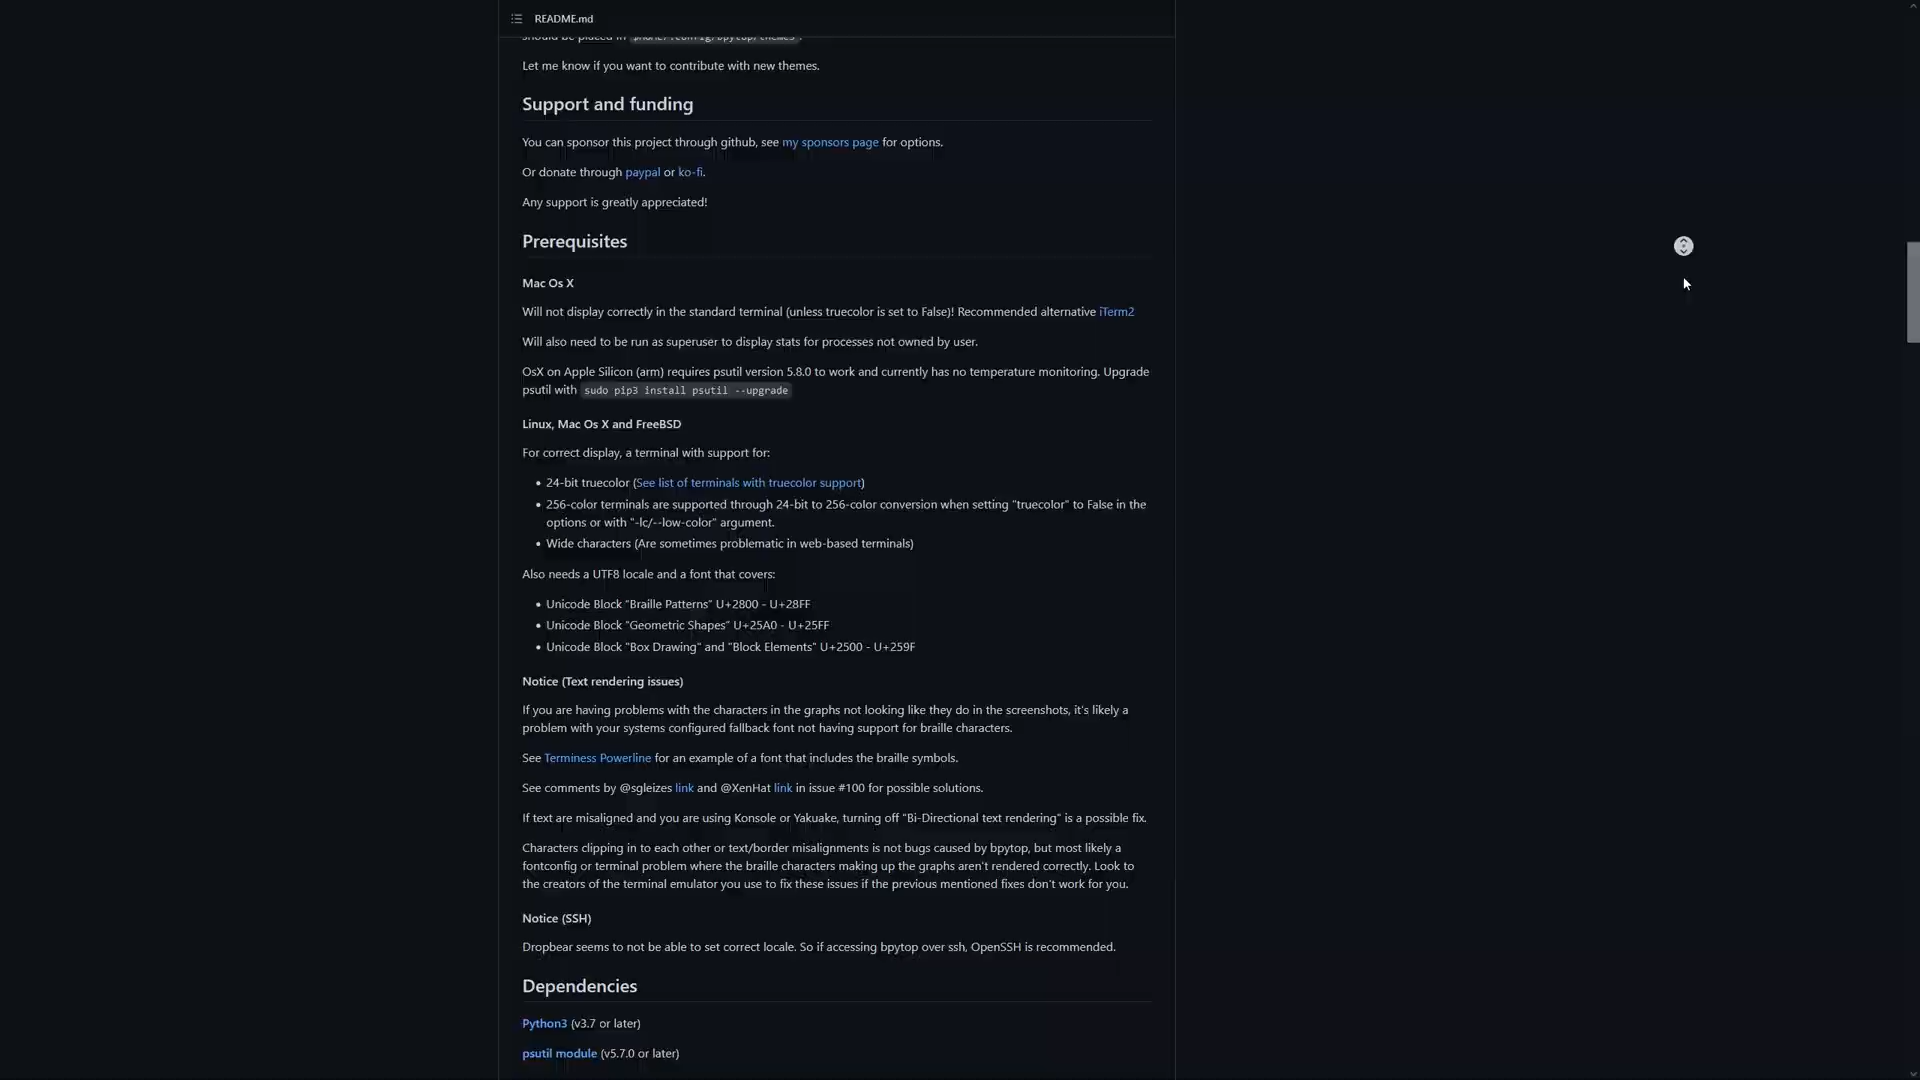 README.md
should be placed in $HOME/.config/bpytop/themes .
Let me know if you want to contribute with new themes.
Support and funding
You can sponsor this project through github, see my sponsors page for options.
Or donate through paypal or ko-fi.
Any support is greatly appreciated!
Prerequisites
Mac Os X
Will not display correctly in the standard terminal (unless truecolor is set to False)! Recommended alternative iTerm2
Will also need to be run as superuser to display stats for processes not owned by user.
OsX on Apple Silicon (arm) requires psutil version 5.8.0 to work and currently has no temperature monitoring. Upgrade
psutil with sudo pip3 install psutil --upgrade
Linux, Mac Os X and FreeBSD
For correct display, a terminal with support for:
• 24-bit truecolor (See list of terminals with truecolor support)
• 256-color terminals are supported through 24-bit to 256-color conversion when setting "truecolor" to False in the
options or with "-lc/--low-color" argument.
• Wide characters (Are sometimes problematic in web-based terminals)
Also needs a UTF8 locale and a font that covers:
• Unicode Block "Braille Patterns" U+2800 - U+28FF
• Unicode Block "Geometric Shapes" U+25A0 - U+25FF
• Unicode Block "Box Drawing" and "Block Elements" U+2500 - U+259F
Notice (Text rendering issues)
If you are having problems with the characters in the graphs not looking like they do in the screenshots, it's likely a
problem with your systems configured fallback font not having support for braille characters.
See Terminess Powerline for an example of a font that includes the braille symbols.
See comments by @sgleizes link and @XenHat link in issue #100 for possible solutions.
If text are misaligned and you are using Konsole or Yakuake, turning off "Bi-Directional text rendering" is a possible fix.
Characters clipping in to each other or text/border misalignments is not bugs caused by bpytop, but most likely a
fontconfig or terminal problem where the braille characters making up the graphs aren't rendered correctly. Look to
the creators of the terminal emulator you use to fix these issues if the previous mentioned fixes don't work for you.
Notice (SSH)
Dropbear seems to not be able to set correct locale. So if accessing bpytop over ssh, OpenSSH is recommended.
Dependencies
Python3 (v3.7 or later)
psutil module (v5.7.0 or later)